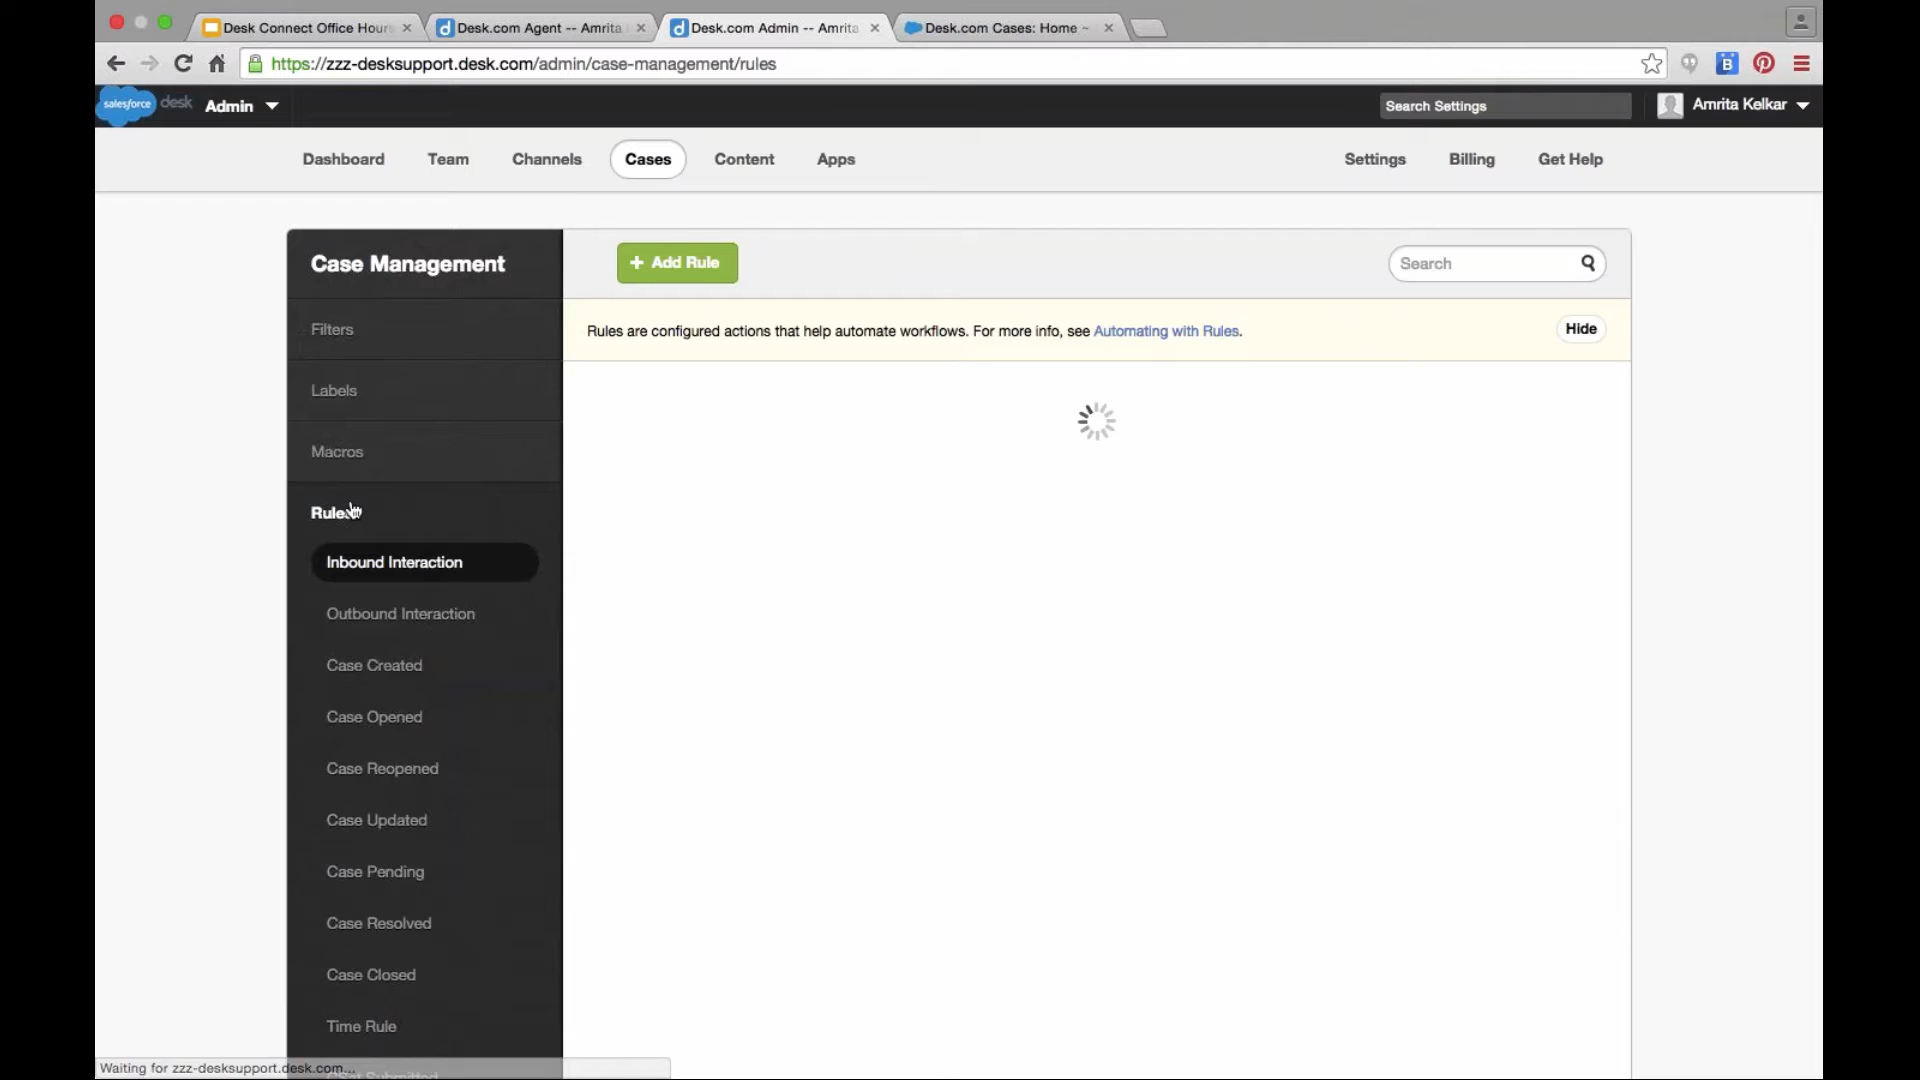 Desk Connect Office Hours
Desk.com Agent -- Amrita
Desk.com Admin -- Amrita
Desk.com Cases: Home ~
https://zzz-desksupport.desk.com/admin/case-management/rules
B
salesforce desk Admin
Search Settings
Amrita Kelkar
Dashboard Team Channels Cases Content Apps Settings Billing Get Help
Case Management
+ Add Rule
Search
Filters
Rules are configured actions that help automate workflows. For more info, see Automating with Rules.
Hide
Labels
Macros
Rules
Inbound Interaction
Outbound Interaction
Case Created
Case Opened
Case Reopened
Case Updated
Case Pending
Case Resolved
Case Closed
Time Rule
Waiting for zzz-desksupport.desk.com...